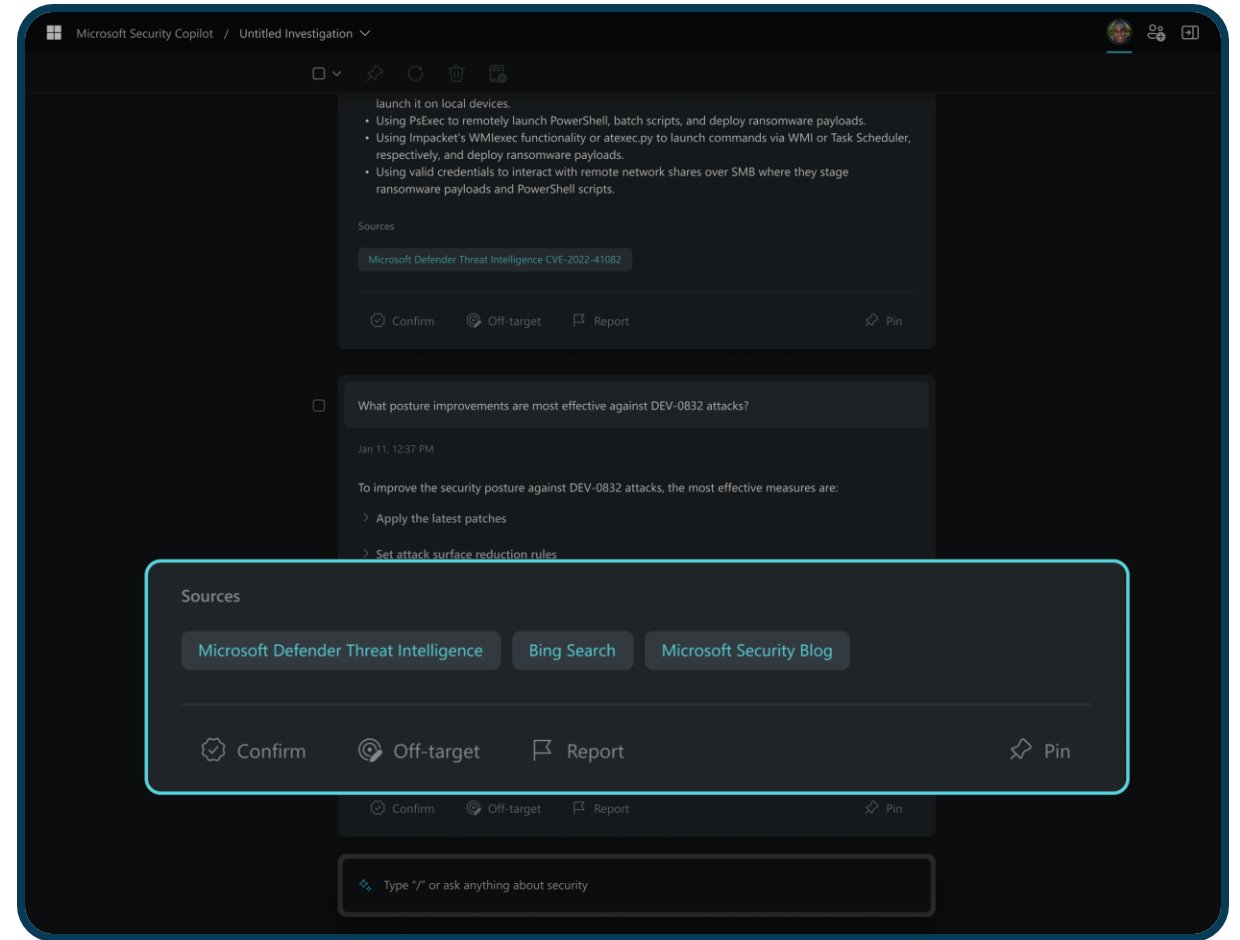 Microsoft Security Copilot / Untitled Investigation
launch it on local devices.
• Using PsExec to remotely launch PowerShell, batch scripts, and deploy ransomware payloads.
• Using Impacket's WMIexec functionality or atexec.py to launch commands via WMI or Task Scheduler,
respectively, and deploy ransomware payloads.
• Using valid credentials to interact with remote network shares over SMB where they stage
ransomware payloads and PowerShell scripts.
Sources
Microsoft Defender Threat Intelligence CVE-2022-41082
Confirm Off-target Report Pin
What posture improvements are most effective against DEV-0832 attacks?
Jan 11, 12:37 PM
To improve the security posture against DEV-0832 attacks, the most effective measures are:
> Apply the latest patches
> Set attack surface reduction rules
Sources
Microsoft Defender Threat Intelligence Bing Search Microsoft Security Blog
Confirm Off-target Report Pin
Confirm Off-target Report Pin
Type "/" or ask anything about security